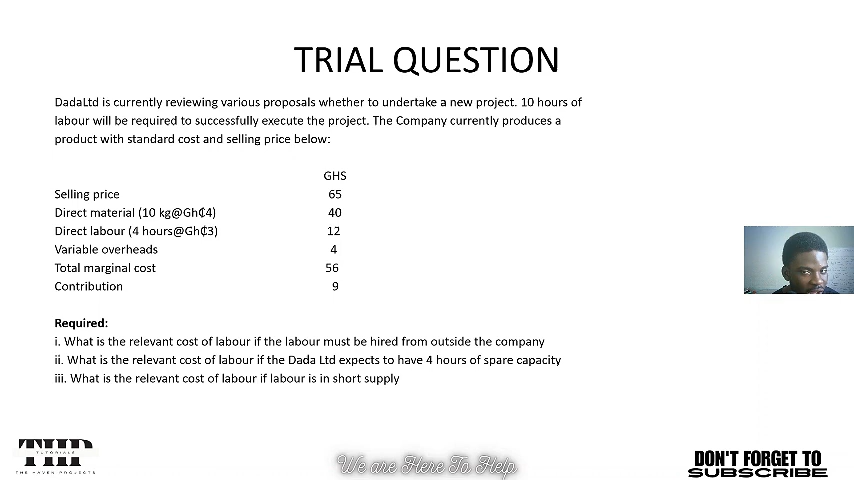 TRIAL QUESTION
DadaLtd is currently reviewing various proposals whether to undertake a new project. 10 hours of
labour will be required to successfully execute the project. The Company currently produces a
product with standard cost and selling price below:
GHS
Selling price 65
Direct material (10 kg@Gh₵4) 40
Direct labour (4 hours@Gh₵3) 12
Variable overheads 4
Total marginal cost 56
Contribution 9
Required:
i. What is the relevant cost of labour if the labour must be hired from outside the company
ii. What is the relevant cost of labour if the Dada Ltd expects to have 4 hours of spare capacity
iii. What is the relevant cost of labour if labour is in short supply
THP
TUTORIALS
THE HAVEN PROJECTS
We are Here To Help
DON'T FORGET TO
SUBSCRIBE